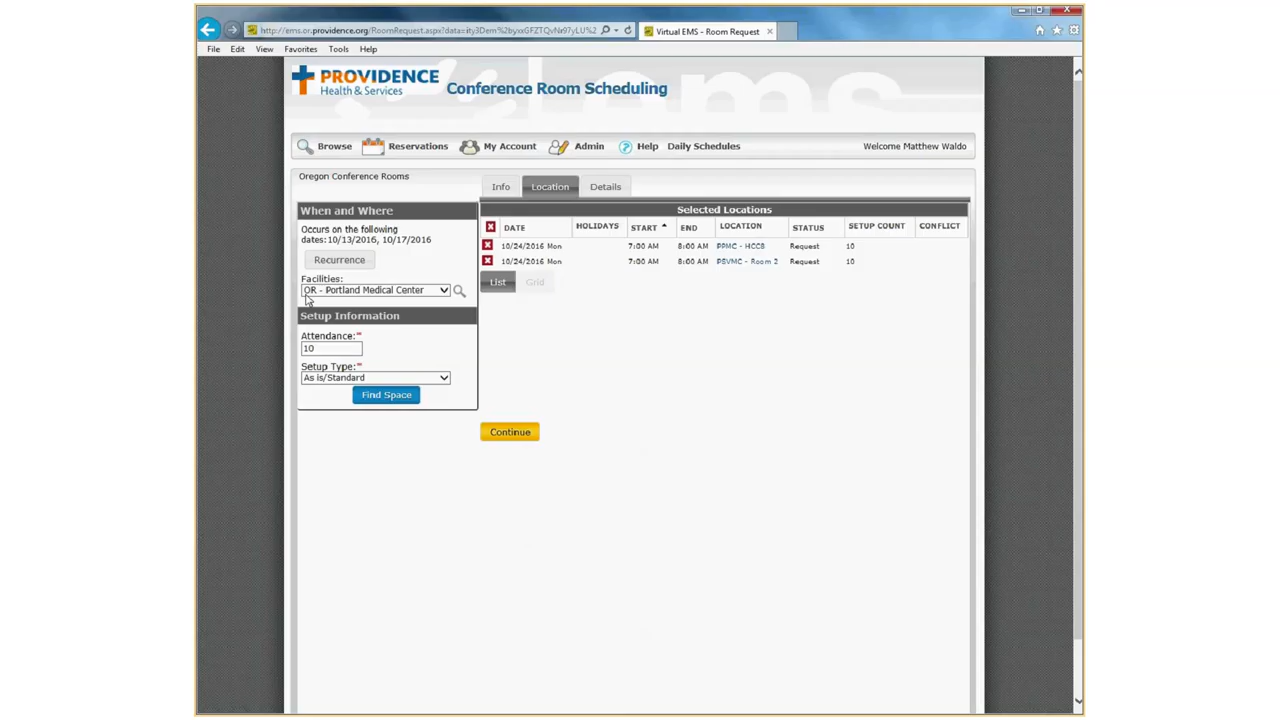 http://ems.or.providence.org/RoomRequest.aspx?data=
Virtual EMS - Room Request
File Edit View Favorites Tools Help
PROVIDENCE
Health & Services
Conference Room Scheduling
ems
Browse Reservations My Account Admin Help Daily Schedules Welcome Matthew Waldo
Oregon Conference Rooms
Info Location Details
When and Where
Occurs on the following
dates:10/13/2016, 10/17/2016
Recurrence
Facilities:
OR - Portland Medical Center
Setup Information
Attendance:*
10
Setup Type:*
As is/Standard
Find Space
Selected Locations
DATE HOLIDAYS START END LOCATION STATUS SETUP COUNT CONFLICT
10/24/2016 Mon 7:00 AM 8:00 AM PPMC - HCC8 Request 10
10/24/2016 Mon 7:00 AM 8:00 AM PSVMC - Room 2 Request 10
List Grid
Continue